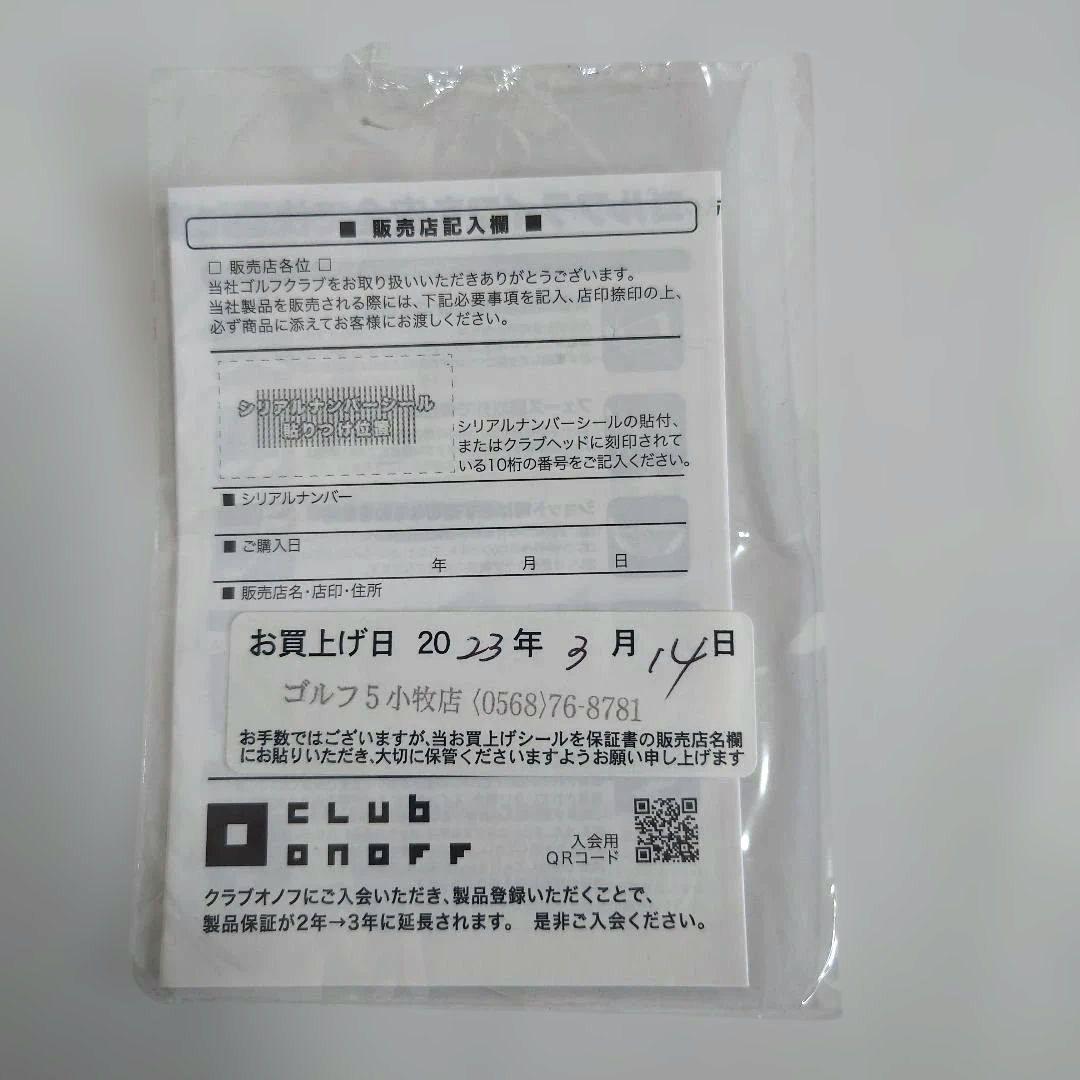 ■ 販売店記入欄 ■
□ 販売店各位 □
当社ゴルフクラブをお取り扱いいただきありがとうございます。
当社製品を販売される際には、下記必要事項を記入、店印捺印の上、
必ず商品に添えてお客様にお渡しください。
シリアルナンバーシール
貼りつけ位置
シリアルナンバーシールの貼付、
またはクラブヘッドに刻印されて
いる10桁の番号をご記入ください。
■ シリアルナンバー
■ ご購入日
年 月 日
■ 販売店名・店印・住所
お買上げ日 2023年 3月 14日
ゴルフ5小牧店〈0568〉76-8781
お手数ではございますが、当お買上げシールを保証書の販売店名欄
にお貼りいただき、大切に保管くださいますようお願い申し上げます
CLUB
ONOFF
入会用
QRコード
クラブオノフにご入会いただき、製品登録いただくことで、
製品保証が2年→3年に延長されます。 是非ご入会ください。